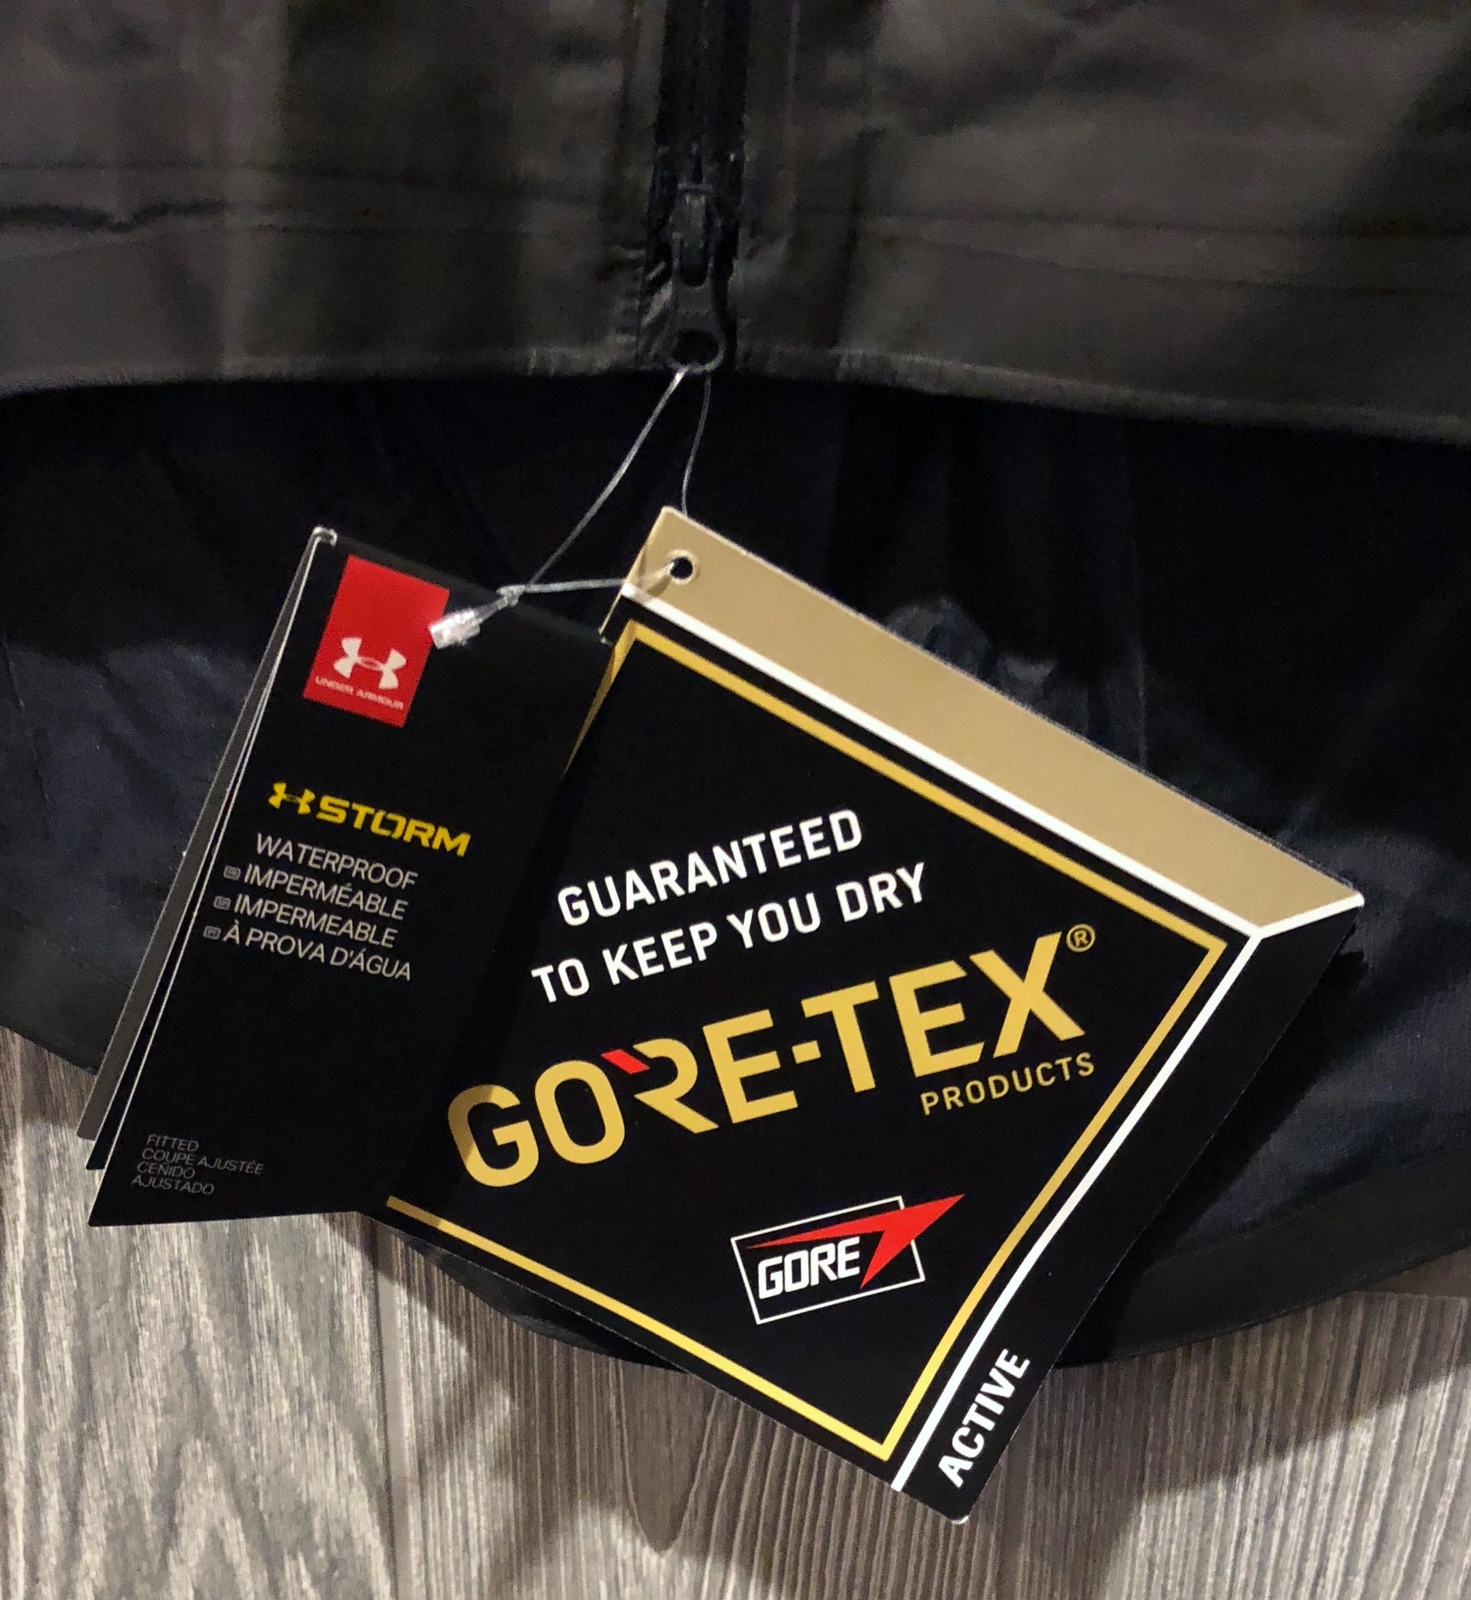 UNDER ARMOUR
STORM
WATERPROOF
IMPERMÉABLE
IMPERMEABLE
À PROVA D'ÁGUA
FITTED
COUPE AJUSTÉE
CEÑIDO
AJUSTADO
GUARANTEED
TO KEEP YOU DRY
GORE-TEX®
PRODUCTS
GORE
ACTIVE